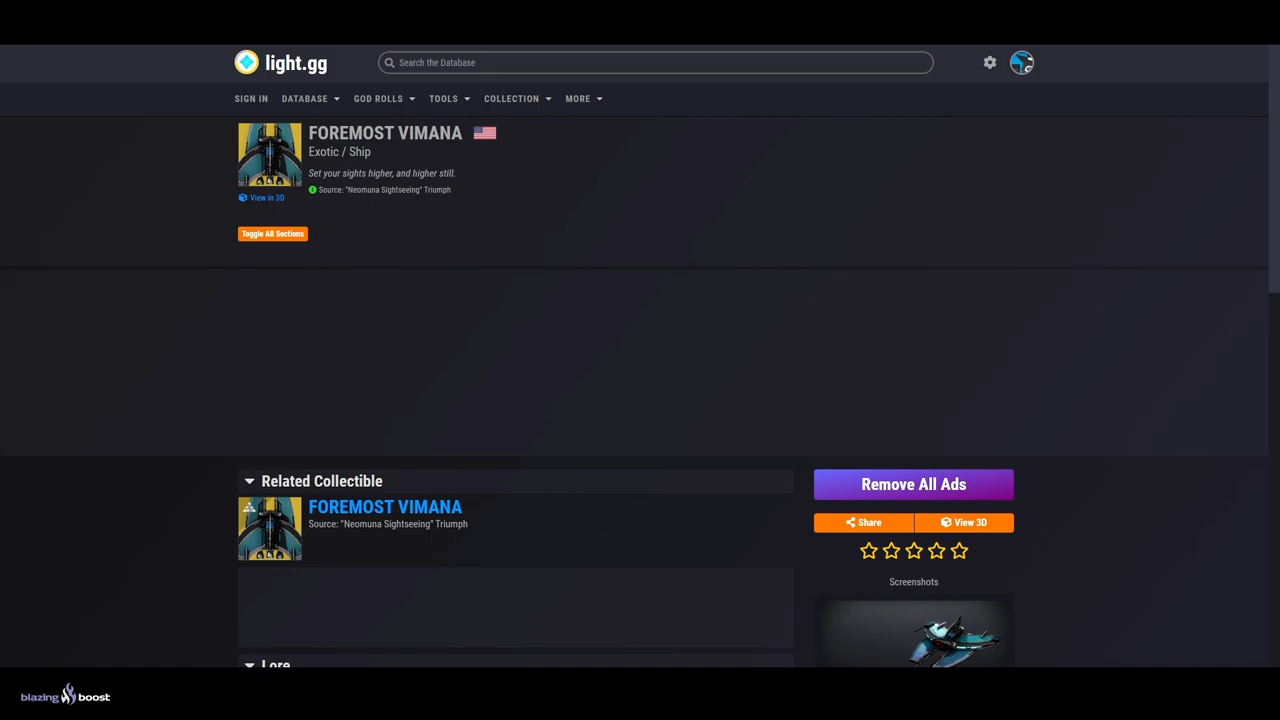 light.gg
Search the Database
SIGN IN DATABASE GOD ROLLS TOOLS COLLECTION MORE
FOREMOST VIMANA
Exotic / Ship
Set your sights higher, and higher still.
Source: "Neomuna Sightseeing" Triumph
View in 3D
Toggle All Sections
Related Collectible
FOREMOST VIMANA
Source: "Neomuna Sightseeing" Triumph
Remove All Ads
Share View 3D
Screenshots
Lore
blazing boost